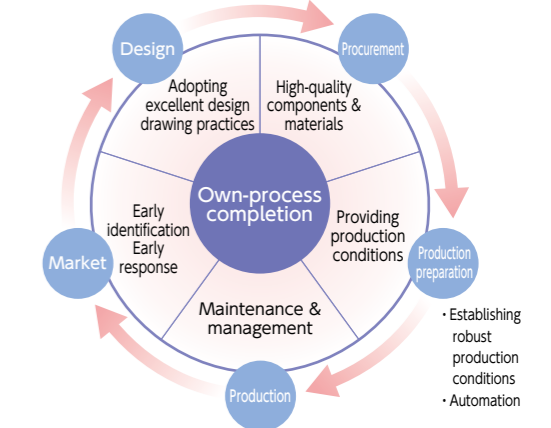 Design
Procurement
Adopting
excellent design
drawing practices
High-quality
components &
materials
Own-process
completion
Early
identification
Early
response
Providing
production
conditions
Market
Production
preparation
Maintenance &
management
・Establishing
robust
production
conditions
・Automation
Production